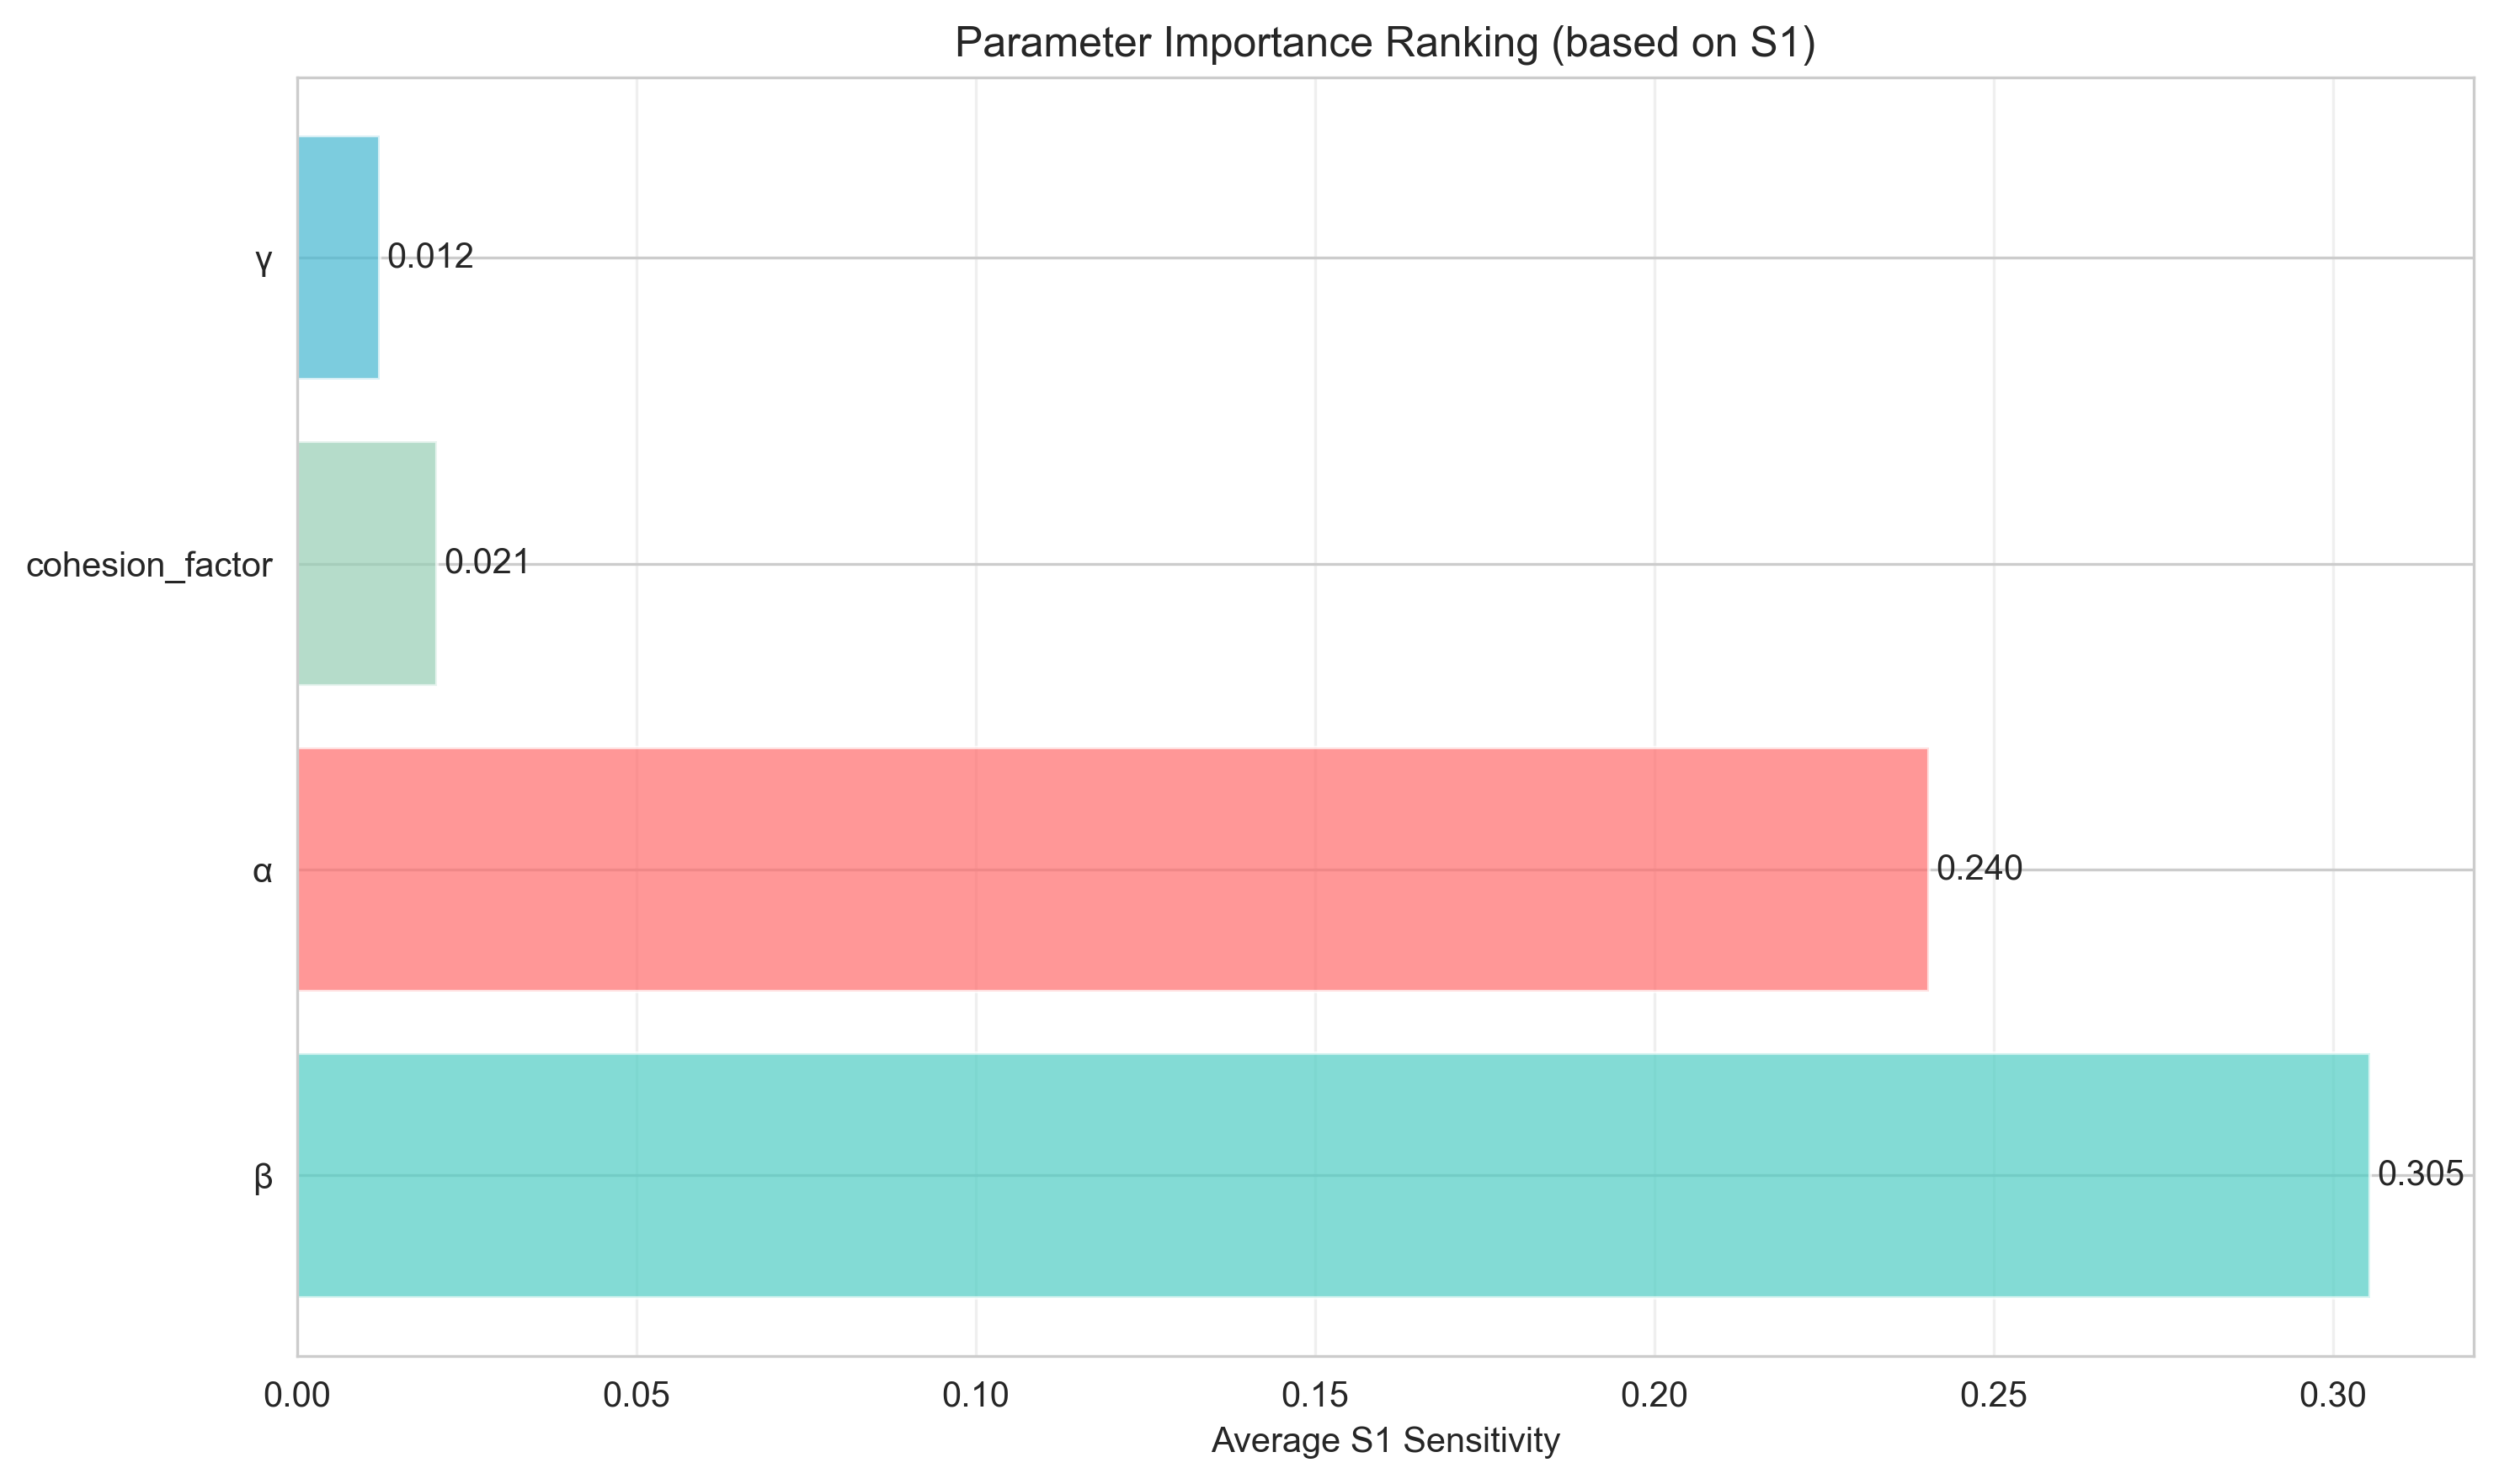 Parameter Importance Ranking (based on S1)
γ
0.012
cohesion_factor
0.021
α
0.240
β
0.305
0.00 0.05 0.10 0.15 0.20 0.25 0.30
Average S1 Sensitivity